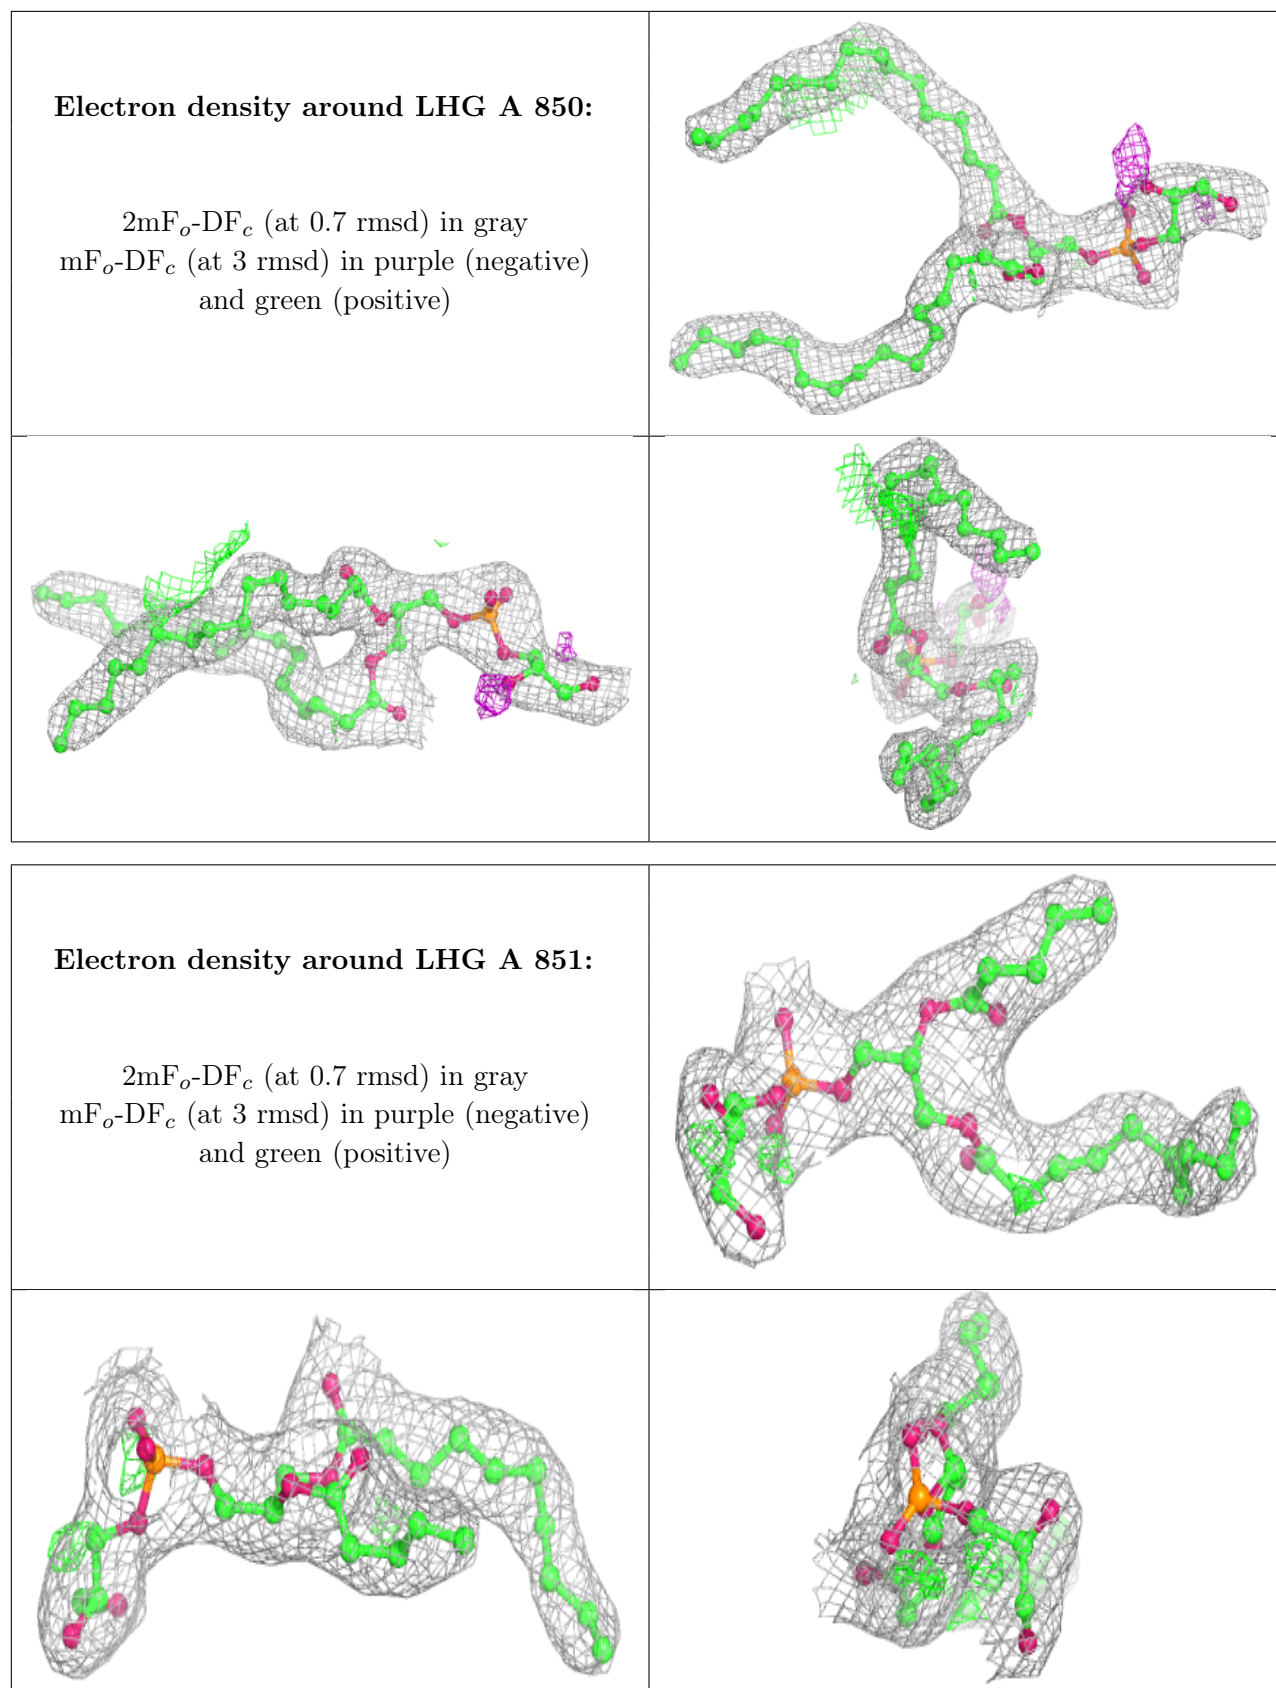 Electron density around LHG A 850:
2mFₒ-DF𝒸 (at 0.7 rmsd) in gray
mFₒ-DF𝒸 (at 3 rmsd) in purple (negative)
and green (positive)
Electron density around LHG A 851:
2mFₒ-DF𝒸 (at 0.7 rmsd) in gray
mFₒ-DF𝒸 (at 3 rmsd) in purple (negative)
and green (positive)